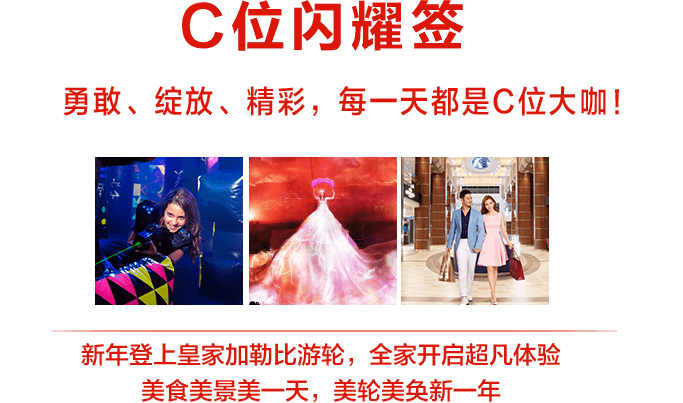 C位闪耀签
勇敢、绽放、精彩，每一天都是C位大咖！
新年登上皇家加勒比游轮，全家开启超凡体验
美食美景美一天，美轮美奂新一年